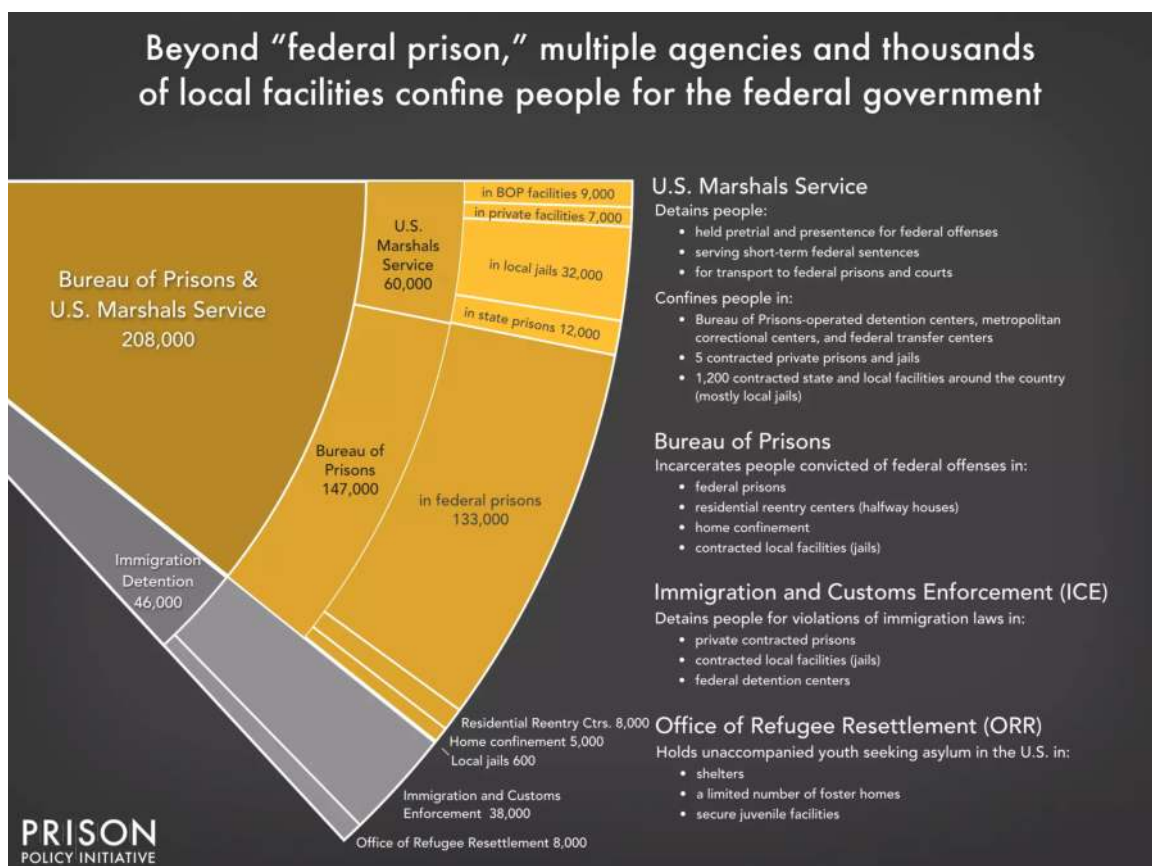 Beyond “federal prison,” multiple agencies and thousands
of local facilities confine people for the federal government
Bureau of Prisons &
U.S. Marshals Service
208,000
U.S.
Marshals
Service
60,000
in BOP facilities 9,000
in private facilities 7,000
in local jails 32,000
in state prisons 12,000
Bureau of
Prisons
147,000
in federal prisons
133,000
Immigration
Detention
46,000
Residential Reentry Ctrs. 8,000
Home confinement 5,000
Local jails 600
Immigration and Customs
Enforcement 38,000
Office of Refugee Resettlement 8,000
U.S. Marshals Service
Detains people:
• held pretrial and presentence for federal offenses
• serving short-term federal sentences
• for transport to federal prisons and courts
Confines people in:
• Bureau of Prisons-operated detention centers, metropolitan
correctional centers, and federal transfer centers
• 5 contracted private prisons and jails
• 1,200 contracted state and local facilities around the country
(mostly local jails)
Bureau of Prisons
Incarcerates people convicted of federal offenses in:
• federal prisons
• residential reentry centers (halfway houses)
• home confinement
• contracted local facilities (jails)
Immigration and Customs Enforcement (ICE)
Detains people for violations of immigration laws in:
• private contracted prisons
• contracted local facilities (jails)
• federal detention centers
Office of Refugee Resettlement (ORR)
Holds unaccompanied youth seeking asylum in the U.S. in:
• shelters
• a limited number of foster homes
• secure juvenile facilities
PRISON
POLICY INITIATIVE